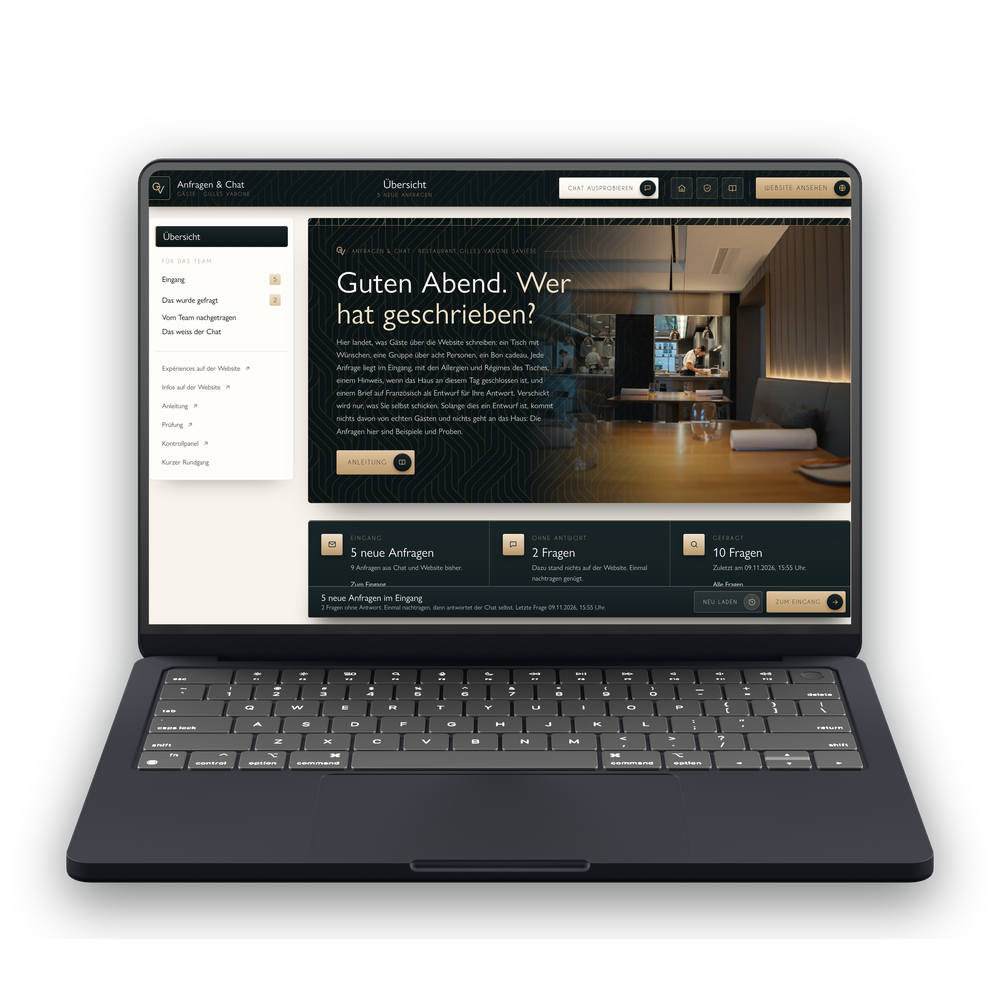 GV
Anfragen & Chat
GÄSTE · GILLES VARONE
Übersicht
5 NEUE ANFRAGEN
CHAT AUSPROBIEREN
WEBSITE ANSEHEN
Übersicht
FÜR DAS TEAM
Eingang 5
Das wurde gefragt 2
Vom Team nachgetragen
Das weiss der Chat
Expériences auf der Website ↗
Infos auf der Website ↗
Anleitung ↗
Prüfung ↗
Kontrollpanel ↗
Kurzer Rundgang
GV ANFRAGEN & CHAT · RESTAURANT GILLES VARONE SAVIÈSE
Guten Abend. Wer
hat geschrieben?
Hier landet, was Gäste über die Website schreiben: ein Tisch mit
Wünschen, eine Gruppe über acht Personen, ein Bon cadeau. Jede
Anfrage liegt im Eingang, mit den Allergien und Régimes des Tisches,
einem Hinweis, wenn das Haus an diesem Tag geschlossen ist, und
einem Brief auf Französisch als Entwurf für Ihre Antwort. Verschickt
wird nur, was Sie selbst schicken. Solange dies ein Entwurf ist, kommt
nichts davon von echten Gästen und nichts geht an das Haus: Die
Anfragen hier sind Beispiele und Proben.
ANLEITUNG
EINGANG
5 neue Anfragen
9 Anfragen aus Chat und Website bisher.
Zum Eingang
OHNE ANTWORT
2 Fragen
Dazu stand nichts auf der Website. Einmal
nachtragen genügt.
GEFRAGT
10 Fragen
Zuletzt am 09.11.2026, 15:55 Uhr.
Alle Fragen
5 neue Anfragen im Eingang
2 Fragen ohne Antwort. Einmal nachtragen, dann antwortet der Chat selbst. Letzte Frage 09.11.2026, 15:55 Uhr.
NEU LADEN
ZUM EINGANG
esc
delete
tab Q W E R T Y U I O P
caps lock A S D F G H J K L return
shift Z X C V B N M shift
fn control option command command option